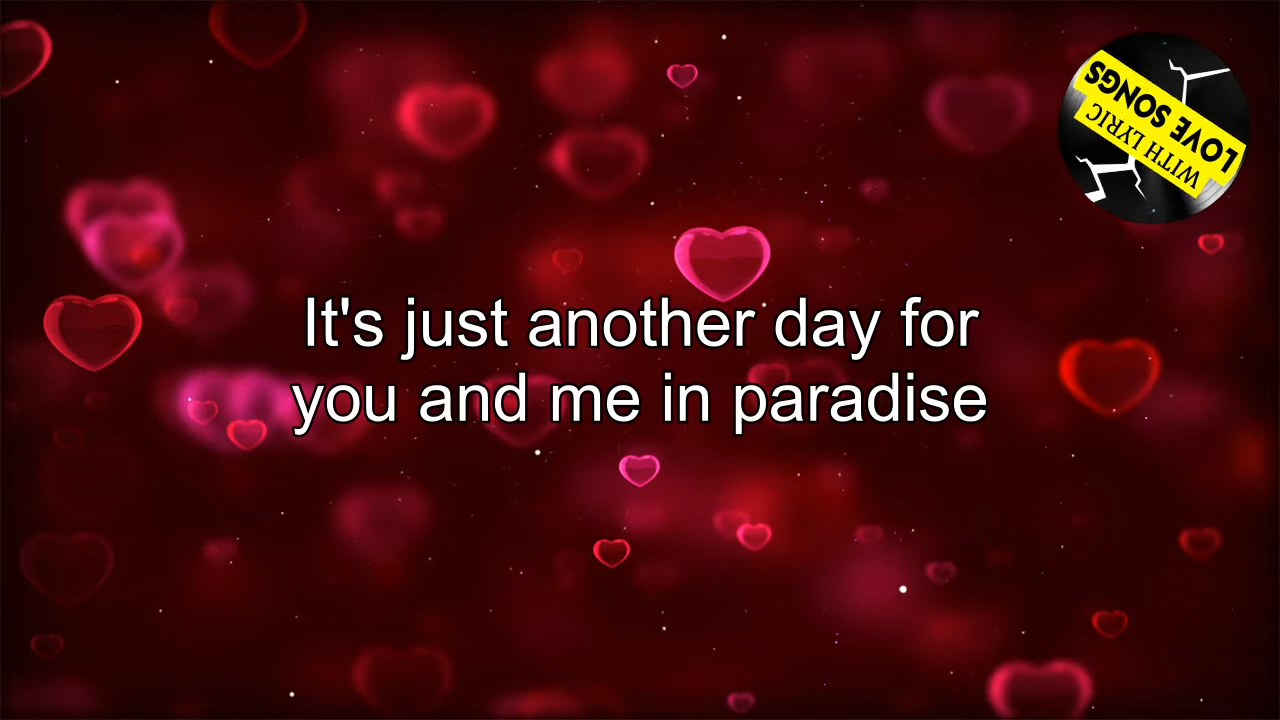 LOVE SONGS
WITH LYRIC
It's just another day for
you and me in paradise